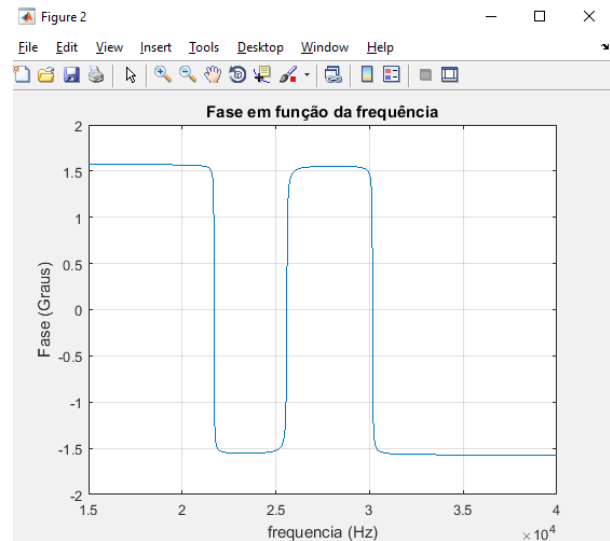 Figure 2
File Edit View Insert Tools Desktop Window Help
Fase em função da frequência
2
1.5
1
0.5
0
-0.5
-1
-1.5
-2
Fase (Graus)
1.5 2 2.5 3 3.5 4
× 10^4
frequencia (Hz)